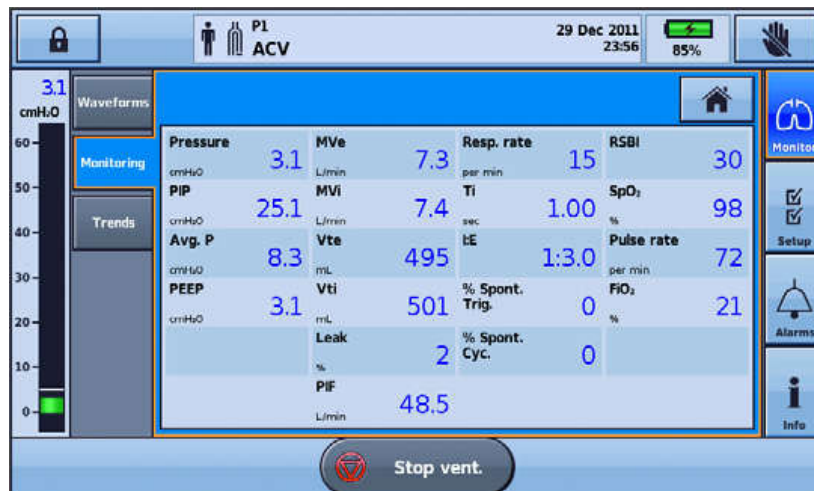 P1
ACV
29 Dec 2011
23:56
85%
3.1
cmH₂O
60
50
40
30
20
10
0
Waveforms
Monitoring
Trends
Pressure cmH₂O 3.1
MVe L/min 7.3
Resp. rate per min 15
RSBI 30
PIP cmH₂O 25.1
MVi L/min 7.4
Ti sec 1.00
SpO₂ % 98
Avg. P cmH₂O 8.3
Vte mL 495
I:E 1:3.0
Pulse rate per min 72
PEEP cmH₂O 3.1
Vti mL 501
% Spont. Trig. 0
FiO₂ % 21
Leak % 2
% Spont. Cyc. 0
PIF L/min 48.5
Monitor
Setup
Alarms
Info
Stop vent.